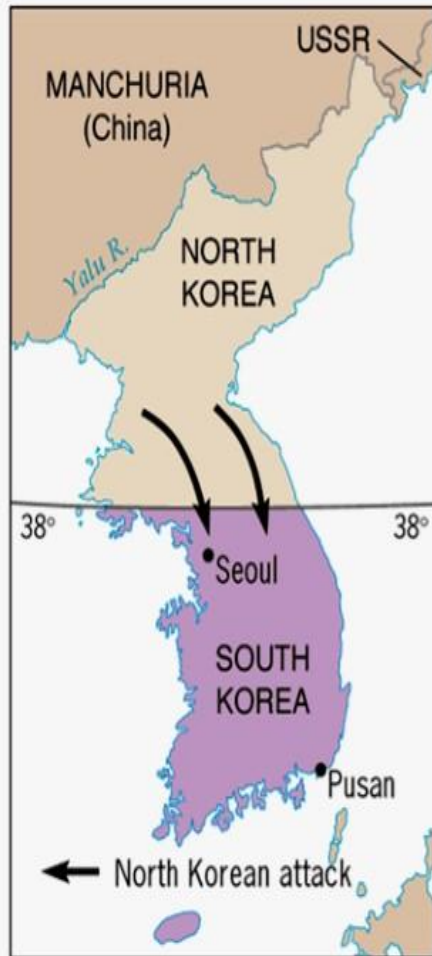 USSR
MANCHURIA
(China)
Yalu R.
NORTH
KOREA
38°
38°
Seoul
SOUTH
KOREA
Pusan
North Korean attack